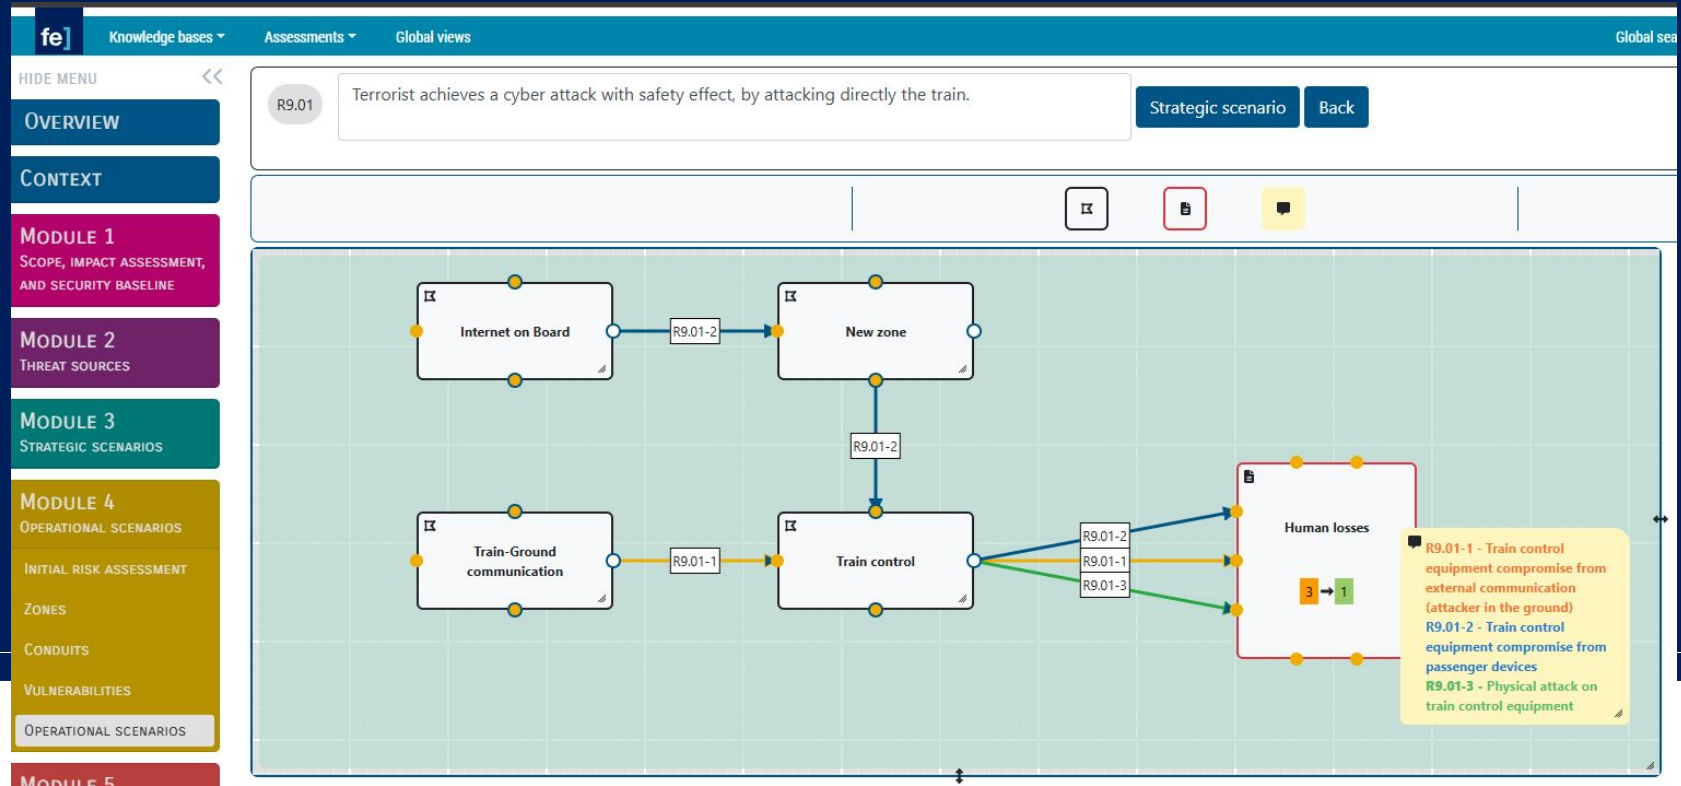 fe]
Knowledge bases
Assessments
Global views
Global sea
HIDE MENU
OVERVIEW
CONTEXT
MODULE 1
SCOPE, IMPACT ASSESSMENT,
AND SECURITY BASELINE
MODULE 2
THREAT SOURCES
MODULE 3
STRATEGIC SCENARIOS
MODULE 4
OPERATIONAL SCENARIOS
INITIAL RISK ASSESSMENT
ZONES
CONDUITS
VULNERABILITIES
OPERATIONAL SCENARIOS
MODULE 5
R9.01
Terrorist achieves a cyber attack with safety effect, by attacking directly the train.
Strategic scenario
Back
Internet on Board
R9.01-2
New zone
R9.01-2
Train-Ground
communication
R9.01-1
Train control
R9.01-2
R9.01-1
R9.01-3
Human losses
3 → 1
R9.01-1 - Train control
equipment compromise from
external communication
(attacker in the ground)
R9.01-2 - Train control
equipment compromise from
passenger devices
R9.01-3 - Physical attack on
train control equipment